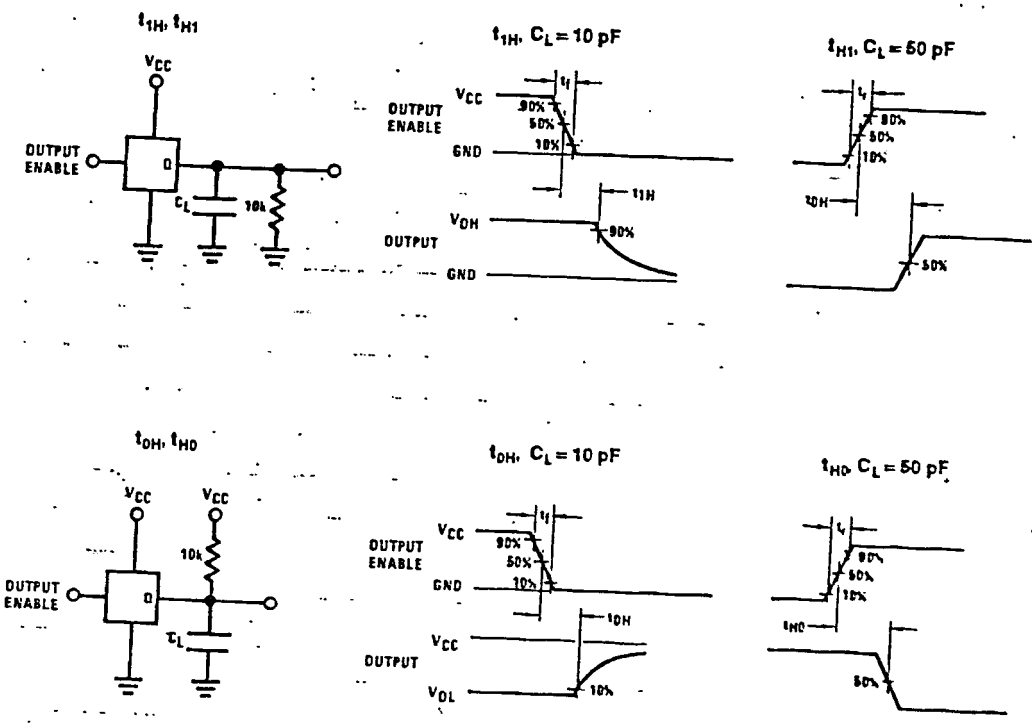 t1H, tH1
VCC
OUTPUT
ENABLE
Q
CL
10k
t1H, CL = 10 pF
tf
VCC
OUTPUT
ENABLE
90%
50%
10%
GND
t1H
VOH
90%
OUTPUT
GND
tH1, CL = 50 pF
tr
90%
50%
10%
t0H
50%
t0H, tH0
VCC
VCC
10k
OUTPUT
ENABLE
Q
CL
t0H, CL = 10 pF
tf
VCC
OUTPUT
ENABLE
90%
50%
10%
GND
t0H
VCC
OUTPUT
10%
VOL
tH0, CL = 50 pF
tr
90%
50%
10%
tH0
50%